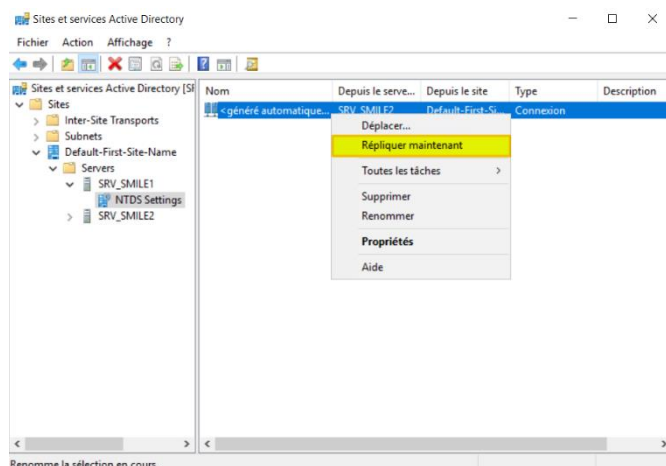 Sites et services Active Directory
Fichier Action Affichage ?
Sites et services Active Directory [SI
Sites
Inter-Site Transports
Subnets
Default-First-Site-Name
Servers
SRV_SMILE1
NTDS Settings
SRV_SMILE2
Nom Depuis le serve... Depuis le site Type Description
<généré automatique... SRV_SMILE2 Default-First-Si... Connexion
Déplacer...
Répliquer maintenant
Toutes les tâches
Supprimer
Renommer
Propriétés
Aide
Renomme la sélection en cours.